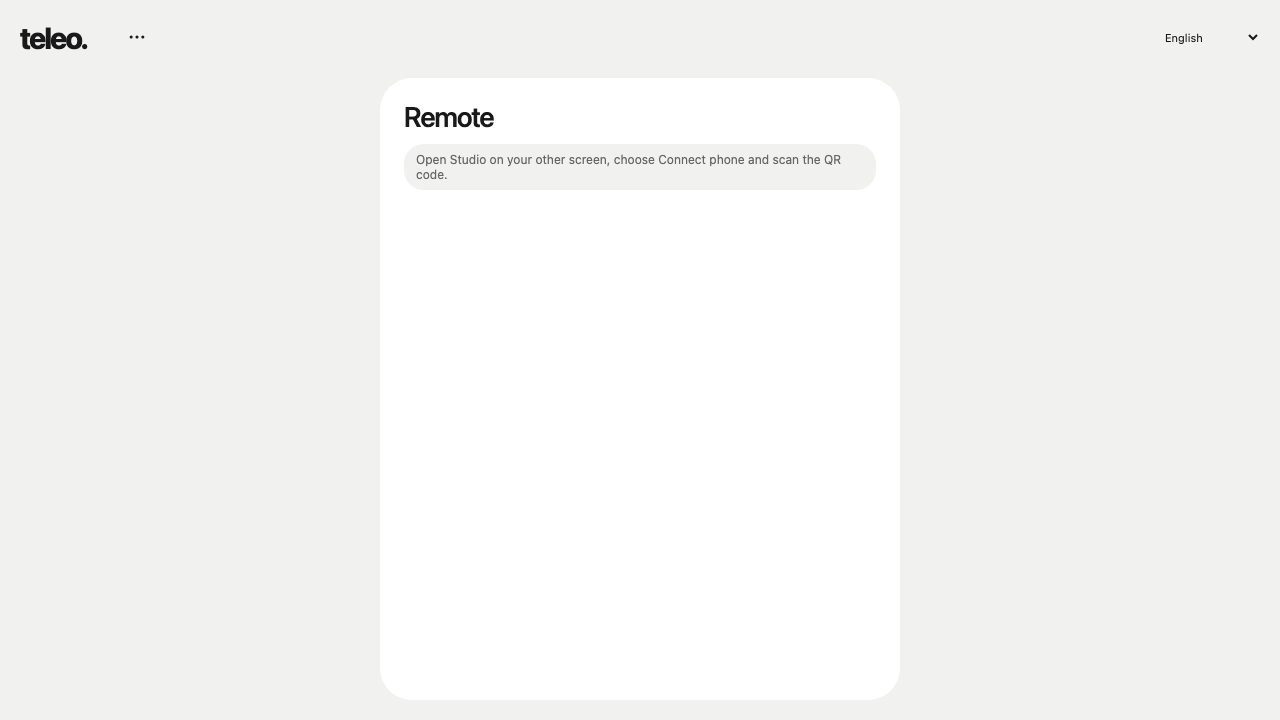 teleo.
English
Remote
Open Studio on your other screen, choose Connect phone and scan the QR
code.